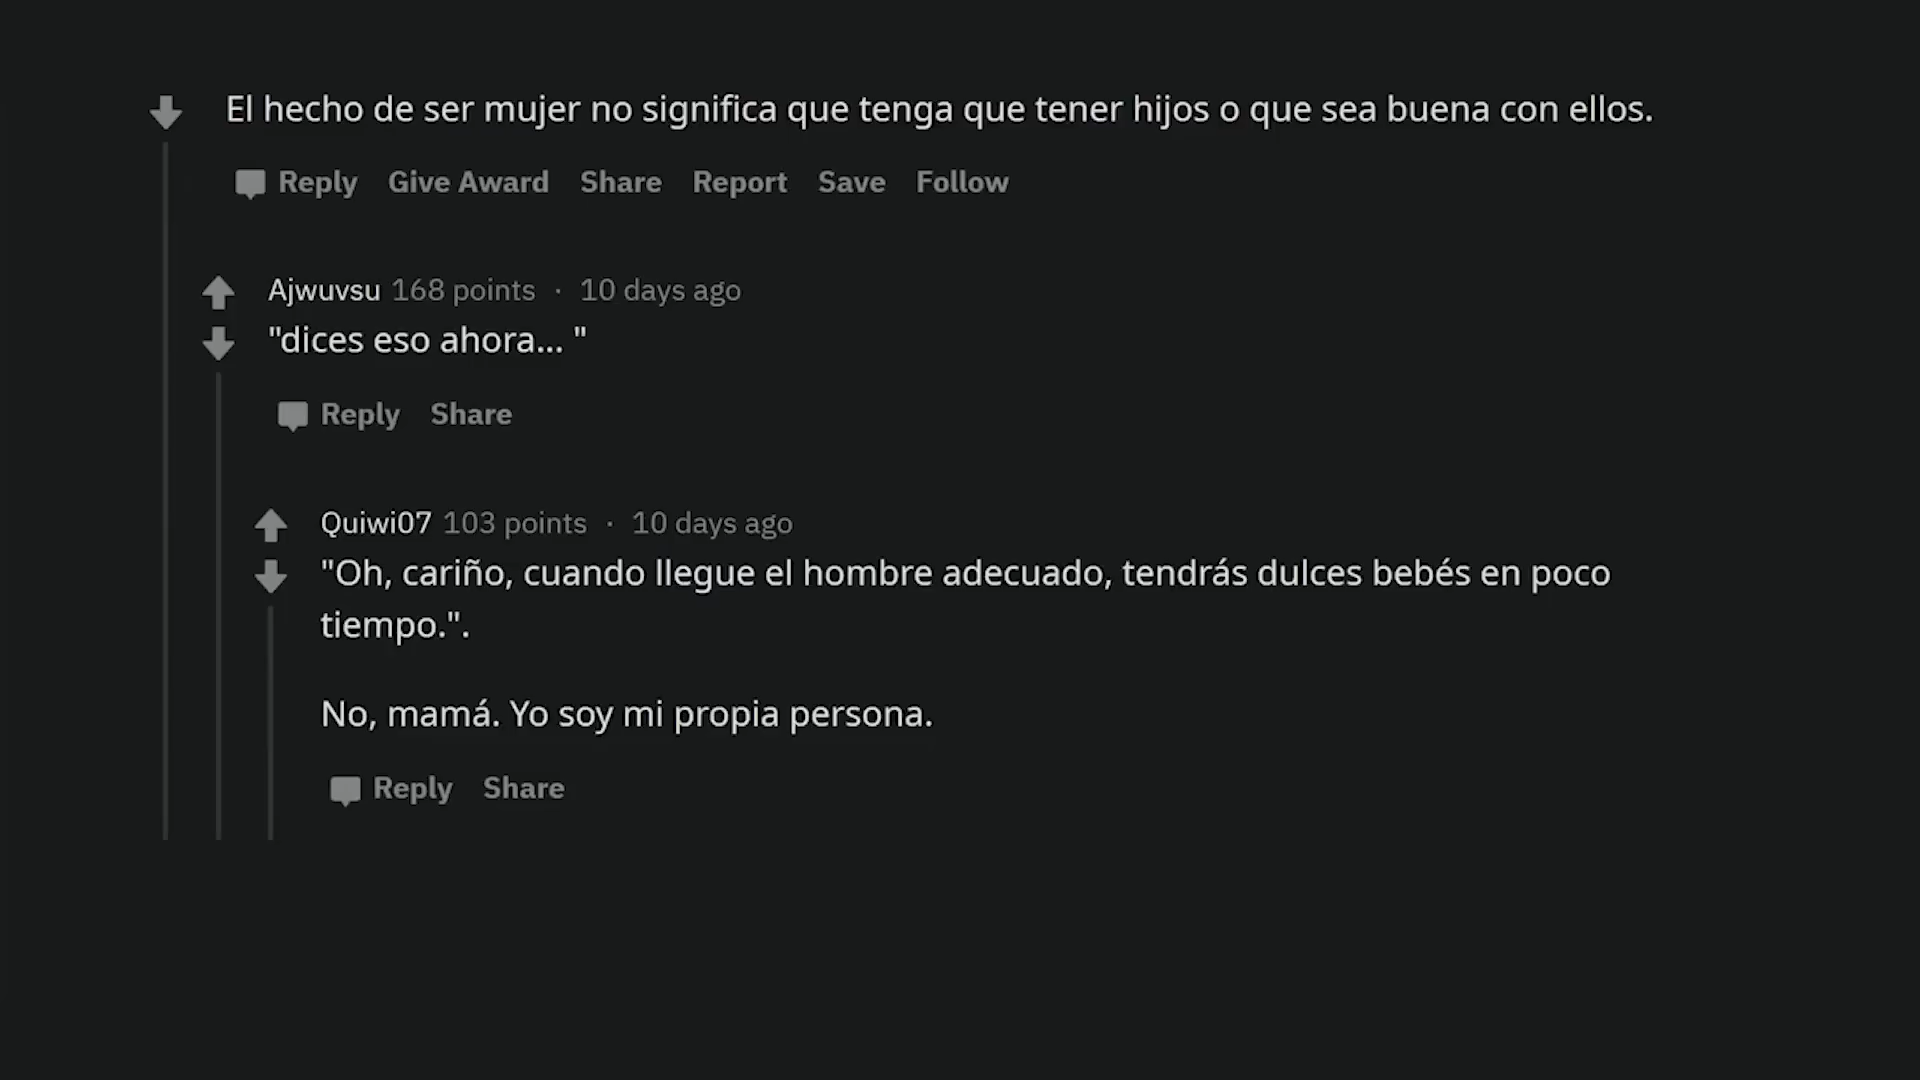 El hecho de ser mujer no significa que tenga que tener hijos o que sea buena con ellos.
Reply Give Award Share Report Save Follow
Ajwuvsu 168 points · 10 days ago
"dices eso ahora... "
Reply Share
Quiwi07 103 points · 10 days ago
"Oh, cariño, cuando llegue el hombre adecuado, tendrás dulces bebés en poco
tiempo.".
No, mamá. Yo soy mi propia persona.
Reply Share